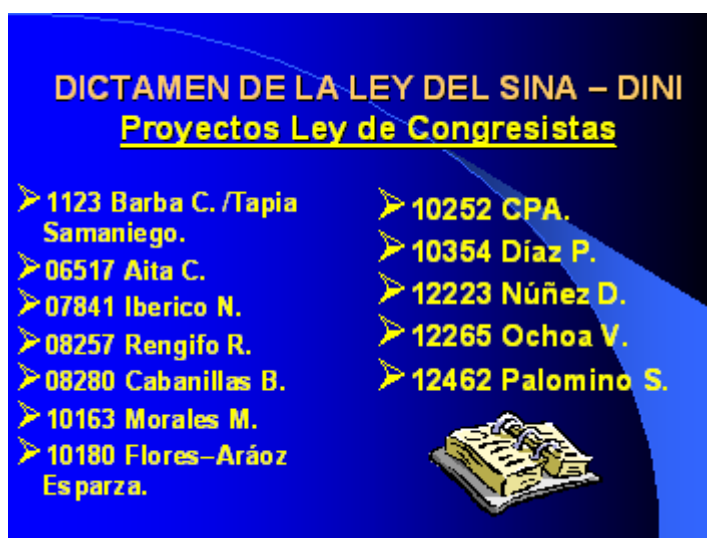 DICTAMEN DE LA LEY DEL SINA – DINI
Proyectos Ley de Congresistas
1123 Barba C. /Tapia
Samaniego.
06517 Aita C.
07841 Iberico N.
08257 Rengifo R.
08280 Cabanillas B.
10163 Morales M.
10180 Flores–Aráoz
Esparza.
10252 CPA.
10354 Díaz P.
12223 Núñez D.
12265 Ochoa V.
12462 Palomino S.